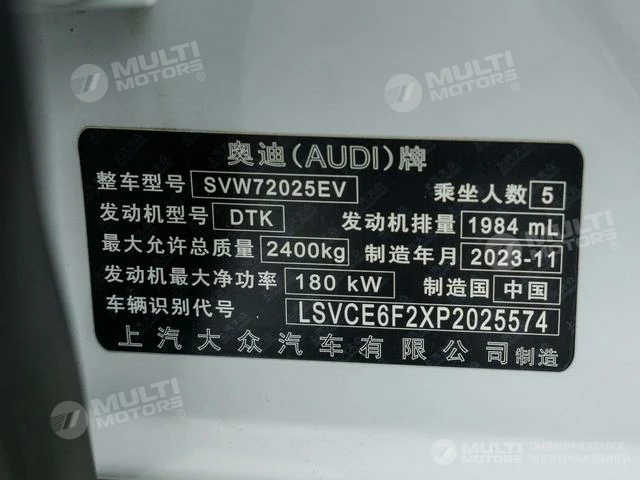 MULTI MOTORS®
MULTI MOTORS®
奥迪(AUDI)牌
整车型号 SVW72025EV 乘坐人数 5
发动机型号 DTK 发动机排量 1984 mL
最大允许总质量 2400kg 制造年月 2023-11
发动机最大净功率 180 kW 制造国 中国
车辆识别代号 LSVCE6F2XP2025574
上汽大众汽车有限公司制造
MULTI MOTORS®
MULTI MOTORS ОНЛАЙН-КАТАЛОГ ЭЛЕКТРОМОБИЛЕЙ